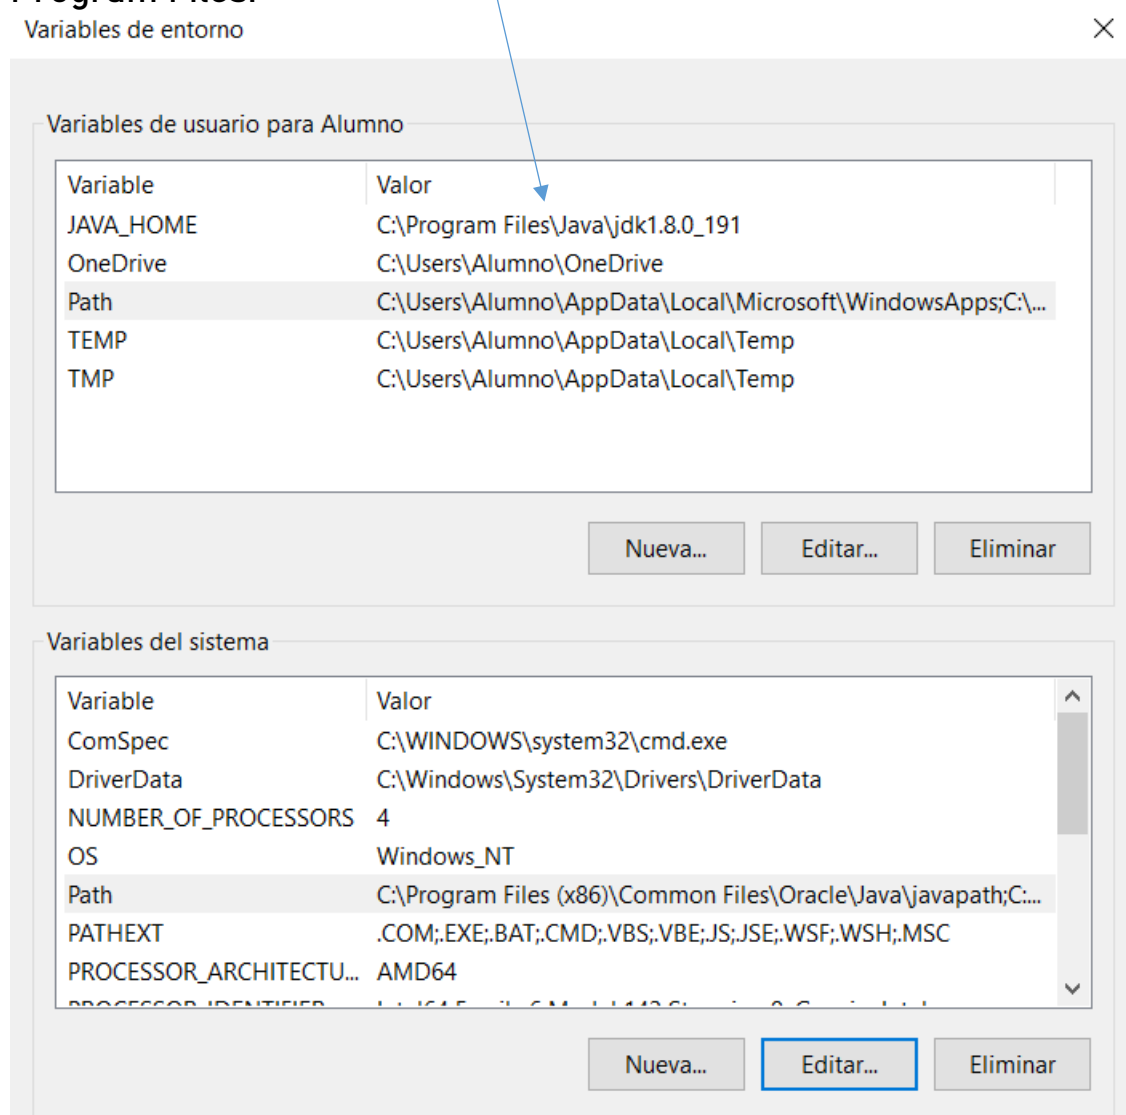 Program Files.
Variables de entorno
Variables de usuario para Alumno
Variable Valor
JAVA_HOME C:\Program Files\Java\jdk1.8.0_191
OneDrive C:\Users\Alumno\OneDrive
Path C:\Users\Alumno\AppData\Local\Microsoft\WindowsApps;C:\...
TEMP C:\Users\Alumno\AppData\Local\Temp
TMP C:\Users\Alumno\AppData\Local\Temp
Nueva... Editar... Eliminar
Variables del sistema
Variable Valor
ComSpec C:\WINDOWS\system32\cmd.exe
DriverData C:\Windows\System32\Drivers\DriverData
NUMBER_OF_PROCESSORS 4
OS Windows_NT
Path C:\Program Files (x86)\Common Files\Oracle\Java\javapath;C:...
PATHEXT .COM;.EXE;.BAT;.CMD;.VBS;.VBE;.JS;.JSE;.WSF;.WSH;.MSC
PROCESSOR_ARCHITECTU... AMD64
PROCESSOR_IDENTIFIER
Nueva... Editar... Eliminar